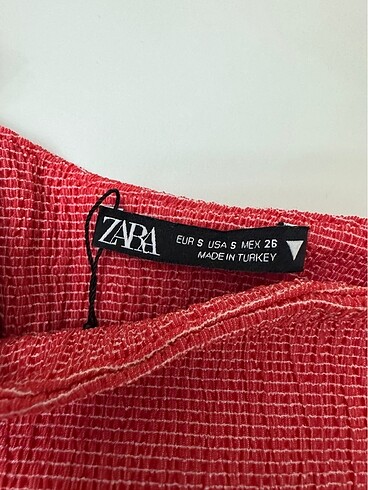 ZARA
EUR S USA S MEX 26
MADE IN TURKEY